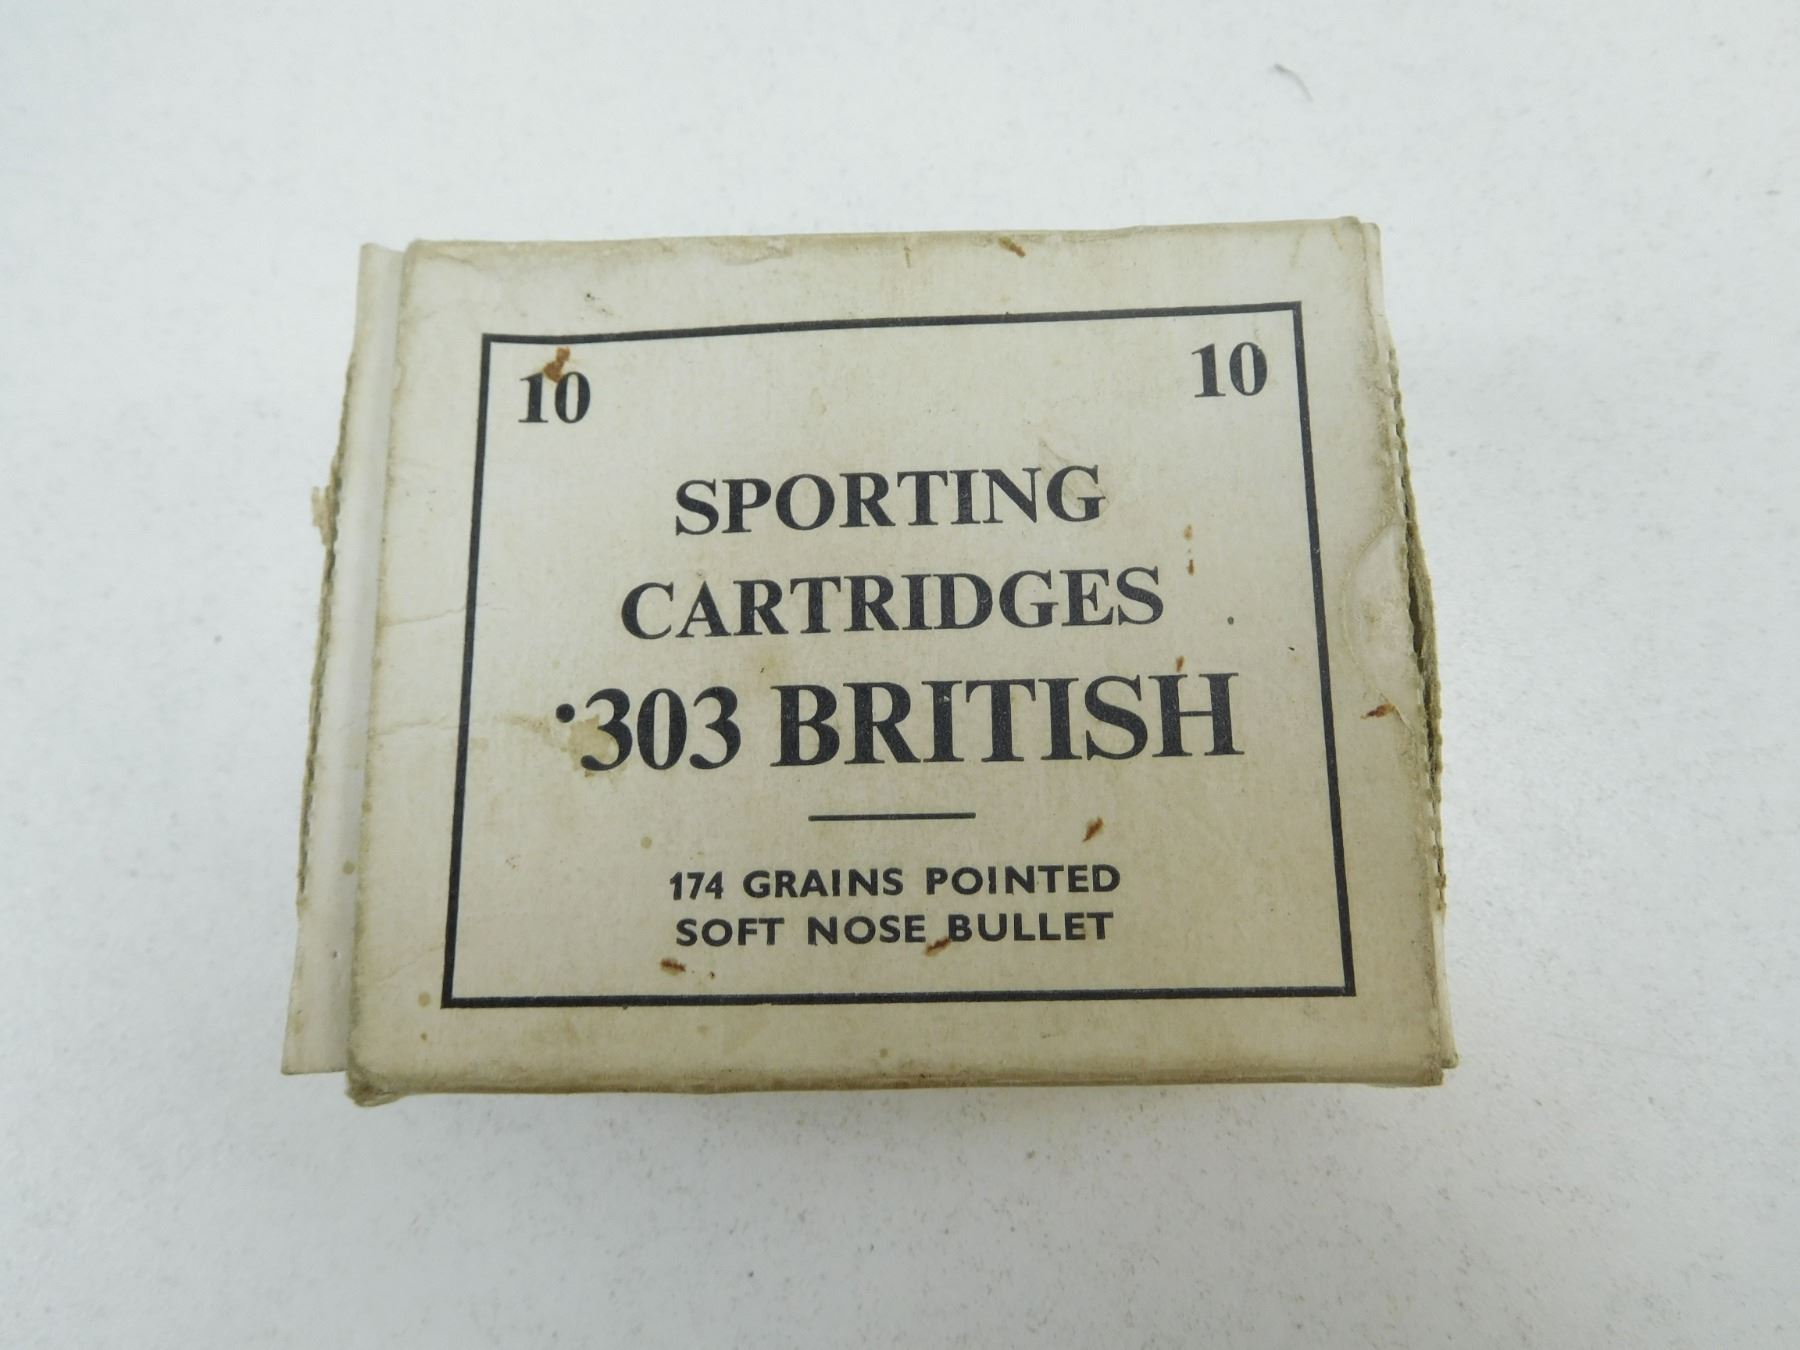 10 10
SPORTING
CARTRIDGES
·303 BRITISH
174 GRAINS POINTED
SOFT NOSE BULLET